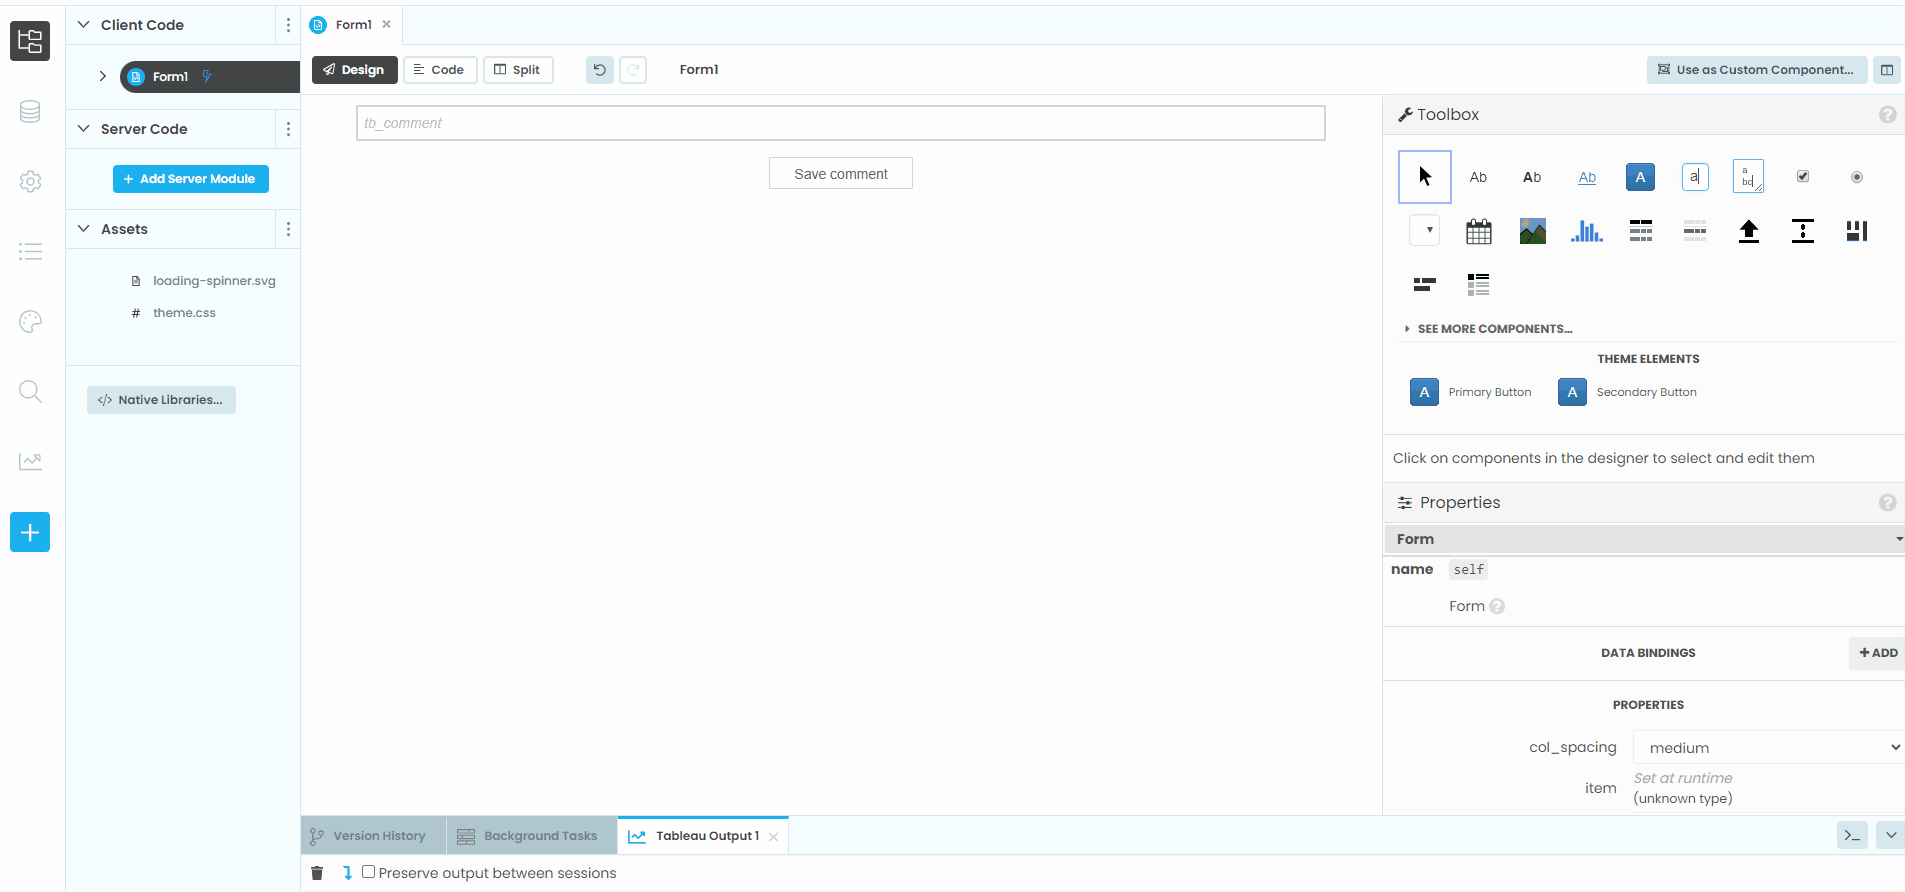 Client Code
Form1
Server Code
+ Add Server Module
Assets
loading-spinner.svg
# theme.css
</> Native Libraries...
Form1
Design
Code
Split
Form1
Use as Custom Component...
tb_comment
Save comment
Toolbox
?
Ab
Ab
Ab
A
a
a
bc
SEE MORE COMPONENTS...
THEME ELEMENTS
A Primary Button
A Secondary Button
Click on components in the designer to select and edit them
Properties
?
Form
name self
Form ?
DATA BINDINGS
+ ADD
PROPERTIES
col_spacing medium
item Set at runtime
(unknown type)
Version History
Background Tasks
Tableau Output 1
>_
Preserve output between sessions